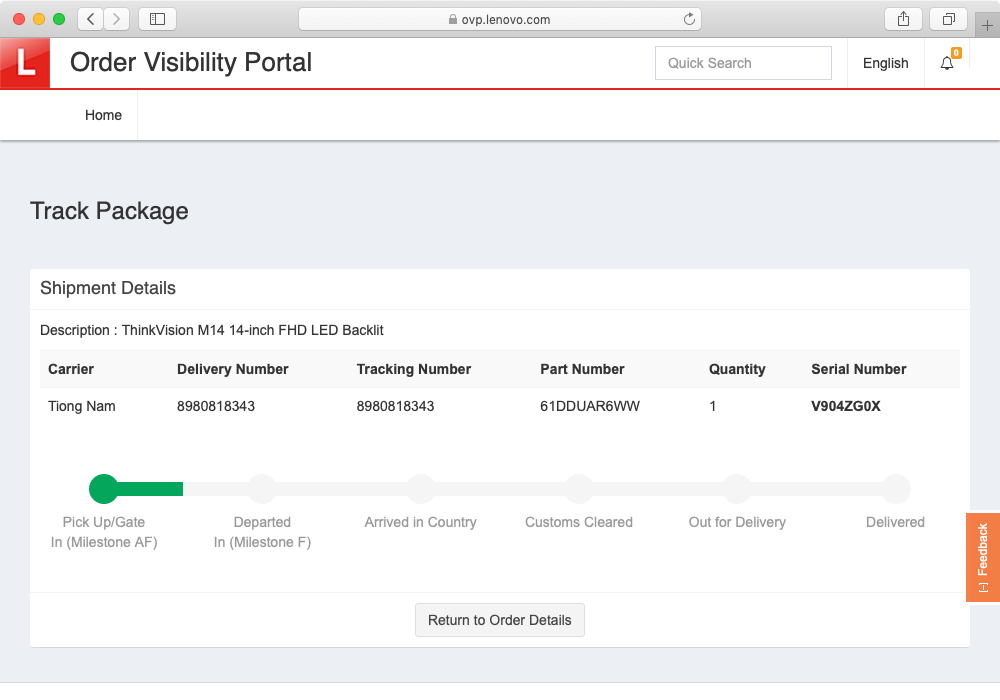 ovp.lenovo.com
L Order Visibility Portal Quick Search English 0
Home
Track Package
Shipment Details
Description : ThinkVision M14 14-inch FHD LED Backlit
Carrier Delivery Number Tracking Number Part Number Quantity Serial Number
Tiong Nam 8980818343 8980818343 61DDUAR6WW 1 V904ZG0X
Pick Up/Gate Departed Arrived in Country Customs Cleared Out for Delivery Delivered
In (Milestone AF) In (Milestone F)
[-] Feedback
Return to Order Details